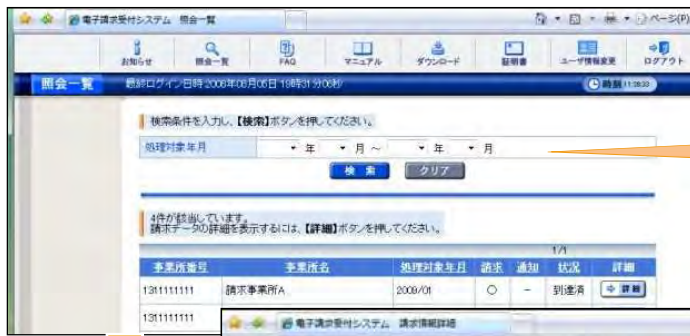 電子請求受付システム 照会一覧
ページ(P)
お知らせ 照会一覧 FAQ マニュアル ダウンロード 証明書 ユーザ情報変更 ログアウト
照会一覧 最終ログイン日時 2008年08月06日 19時31分06秒 時刻
検索条件を入力し、【検索】ボタンを押してください。
処理対象年月 年 月 ～ 年 月
検索 クリア
4件が該当しています。
請求データの詳細を表示するには、【詳細】ボタンを押してください。
1/1
事業所番号 事業所名 処理対象年月 請求 通知 状況 詳細
1311111111 請求事業所A 2009/01 ○ - 到達済 詳細
1311111111
電子請求受付システム 請求情報詳細